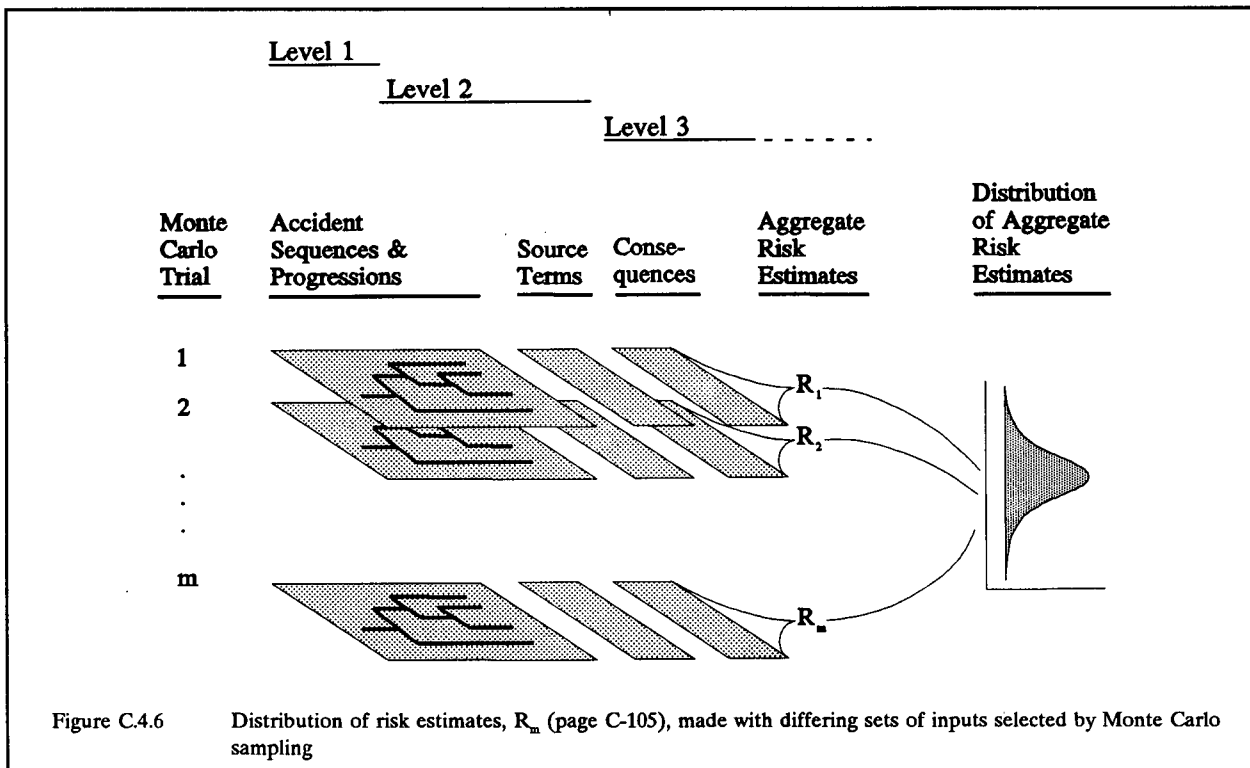 Level 1
Level 2
Level 3
Monte
Carlo
Trial
Accident
Sequences &
Progressions
Source
Terms
Conse-
quences
Aggregate
Risk
Estimates
Distribution
of Aggregate
Risk
Estimates
1
R₁
2
R₂
.
.
.
m
Rₘ
Figure C.4.6 Distribution of risk estimates, Rₘ (page C-105), made with differing sets of inputs selected by Monte Carlo
sampling